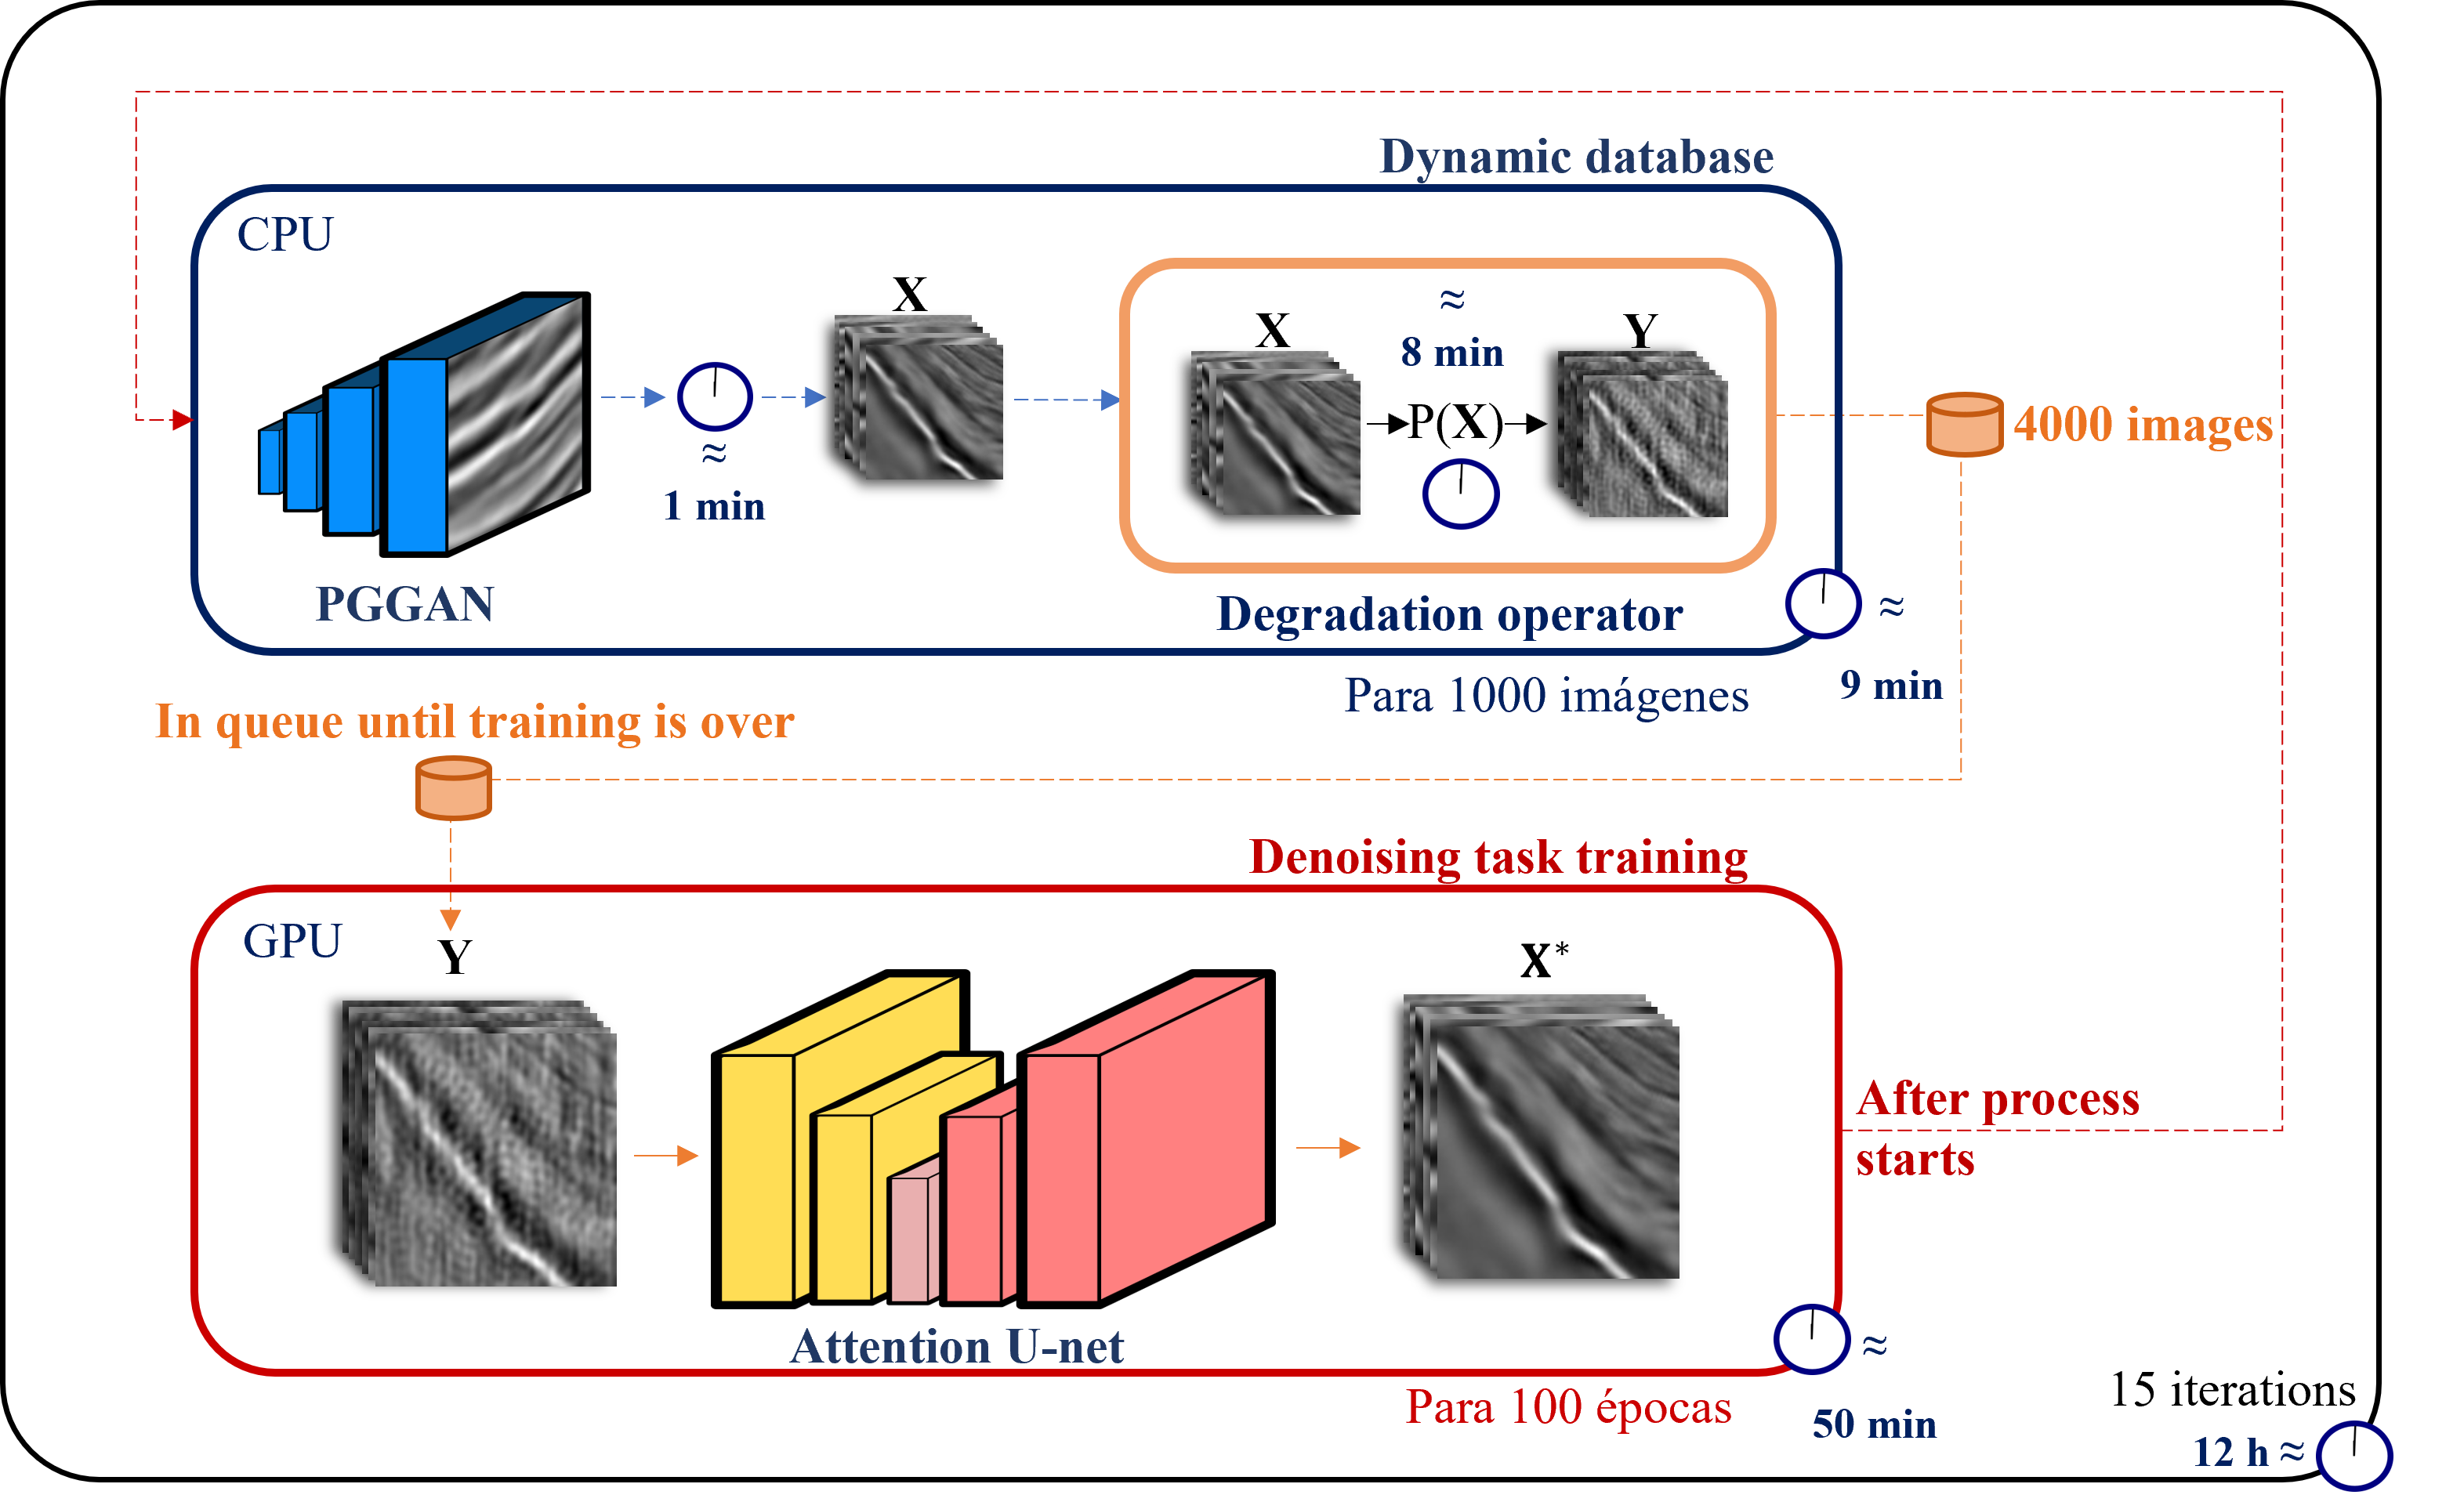 Dynamic database
CPU
X
≈
1 min
PGGAN
X
≈
8 min
P(X)
Y
Degradation operator
≈
9 min
Para 1000 imágenes
4000 images
In queue until training is over
Denoising task training
GPU
Y
X*
Attention U-net
After process
starts
≈
50 min
Para 100 épocas
15 iterations
12 h ≈